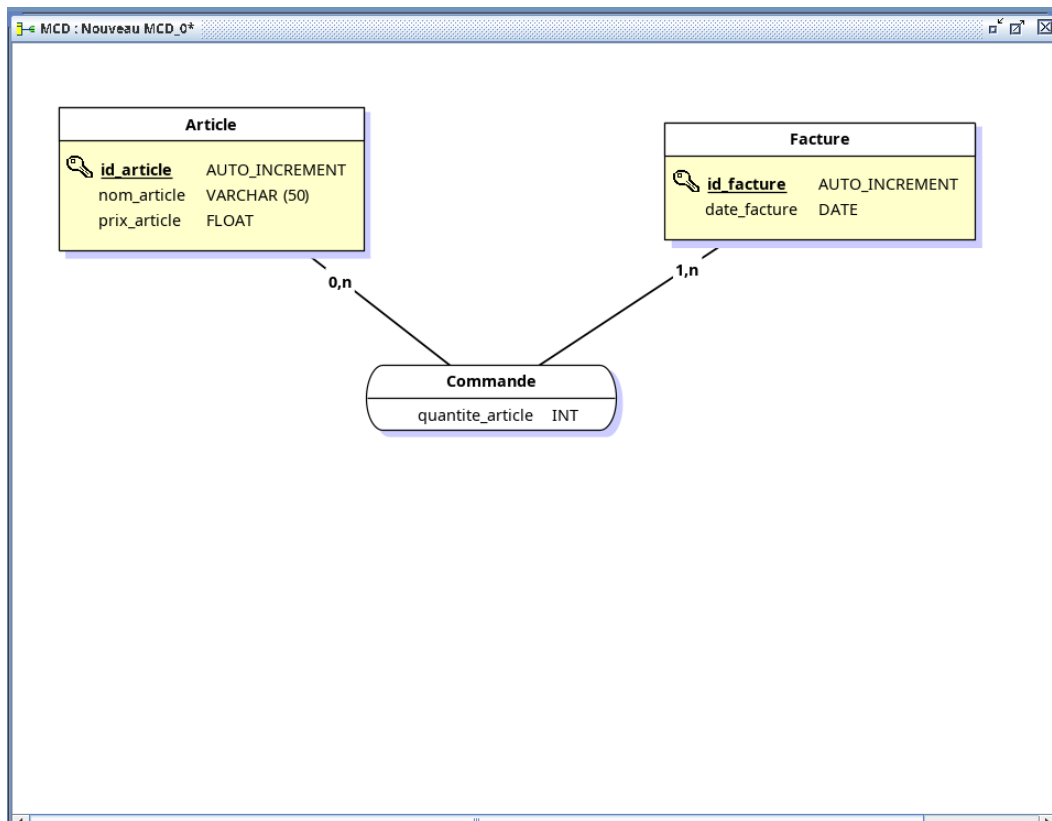 MCD : Nouveau MCD_0*
Article
id_article AUTO_INCREMENT
nom_article VARCHAR (50)
prix_article FLOAT
Facture
id_facture AUTO_INCREMENT
date_facture DATE
0,n
1,n
Commande
quantite_article INT